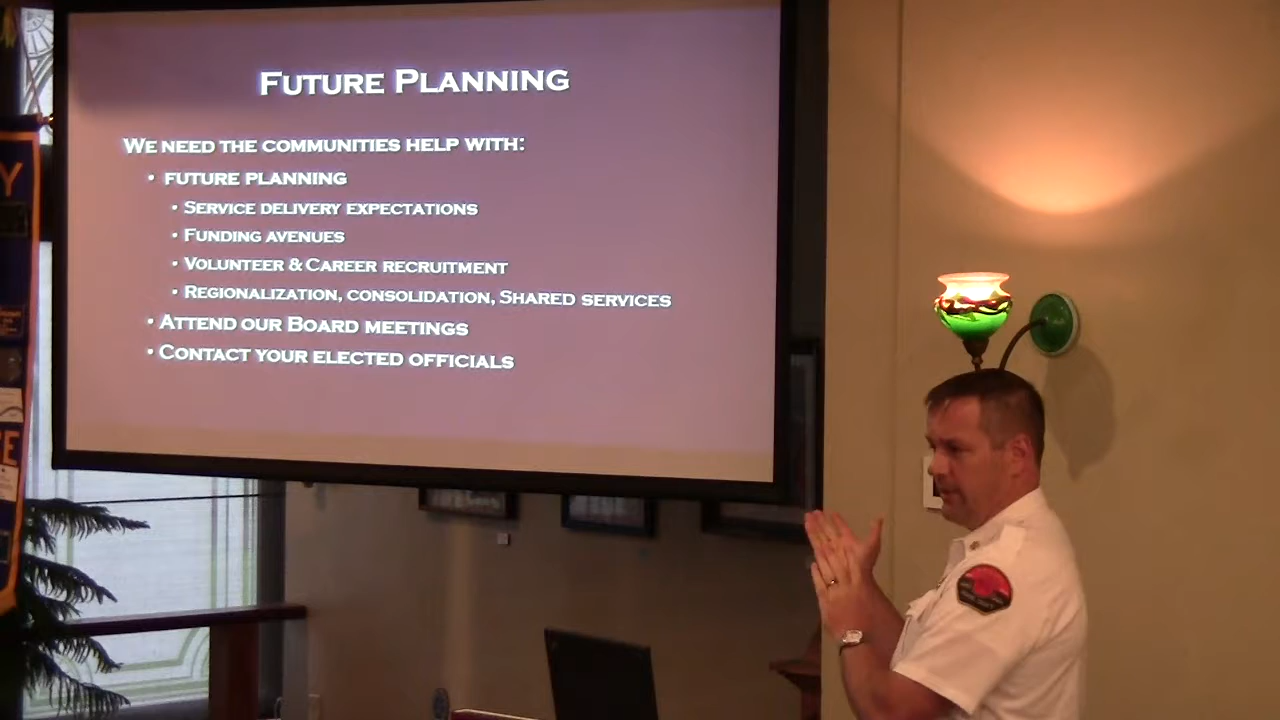 Future Planning
We need the communities help with:
• future planning
• Service delivery expectations
• Funding avenues
• Volunteer & Career recruitment
• Regionalization, consolidation, Shared services
• Attend our Board meetings
• Contact your elected officials
Y
E